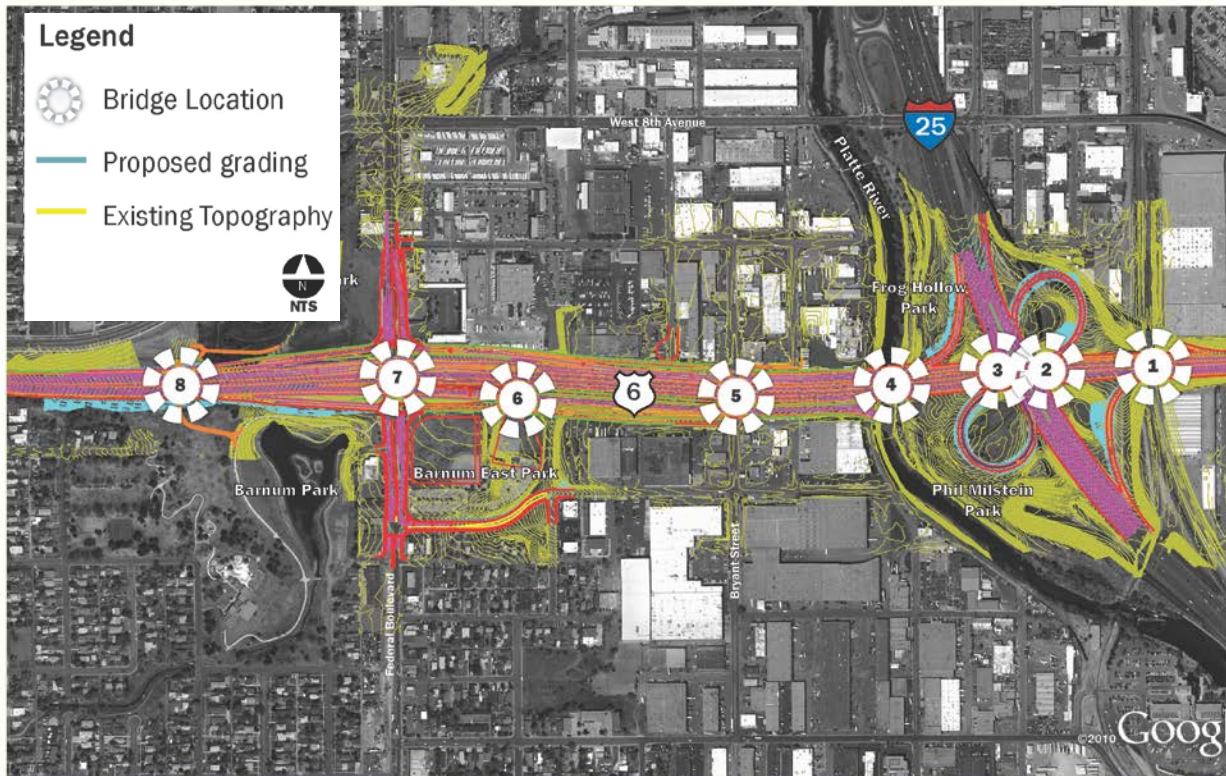 Legend
Bridge Location
Proposed grading
Existing Topography
N
NTS
rk
West 8th Avenue
25
Platte River
Frog Hollow
Park
8
7
6
6
5
4
3
2
1
Barnum Park
Barnum East Park
Phil Milstein
Park
Federal Boulevard
Bryant Street
©2010 Googl